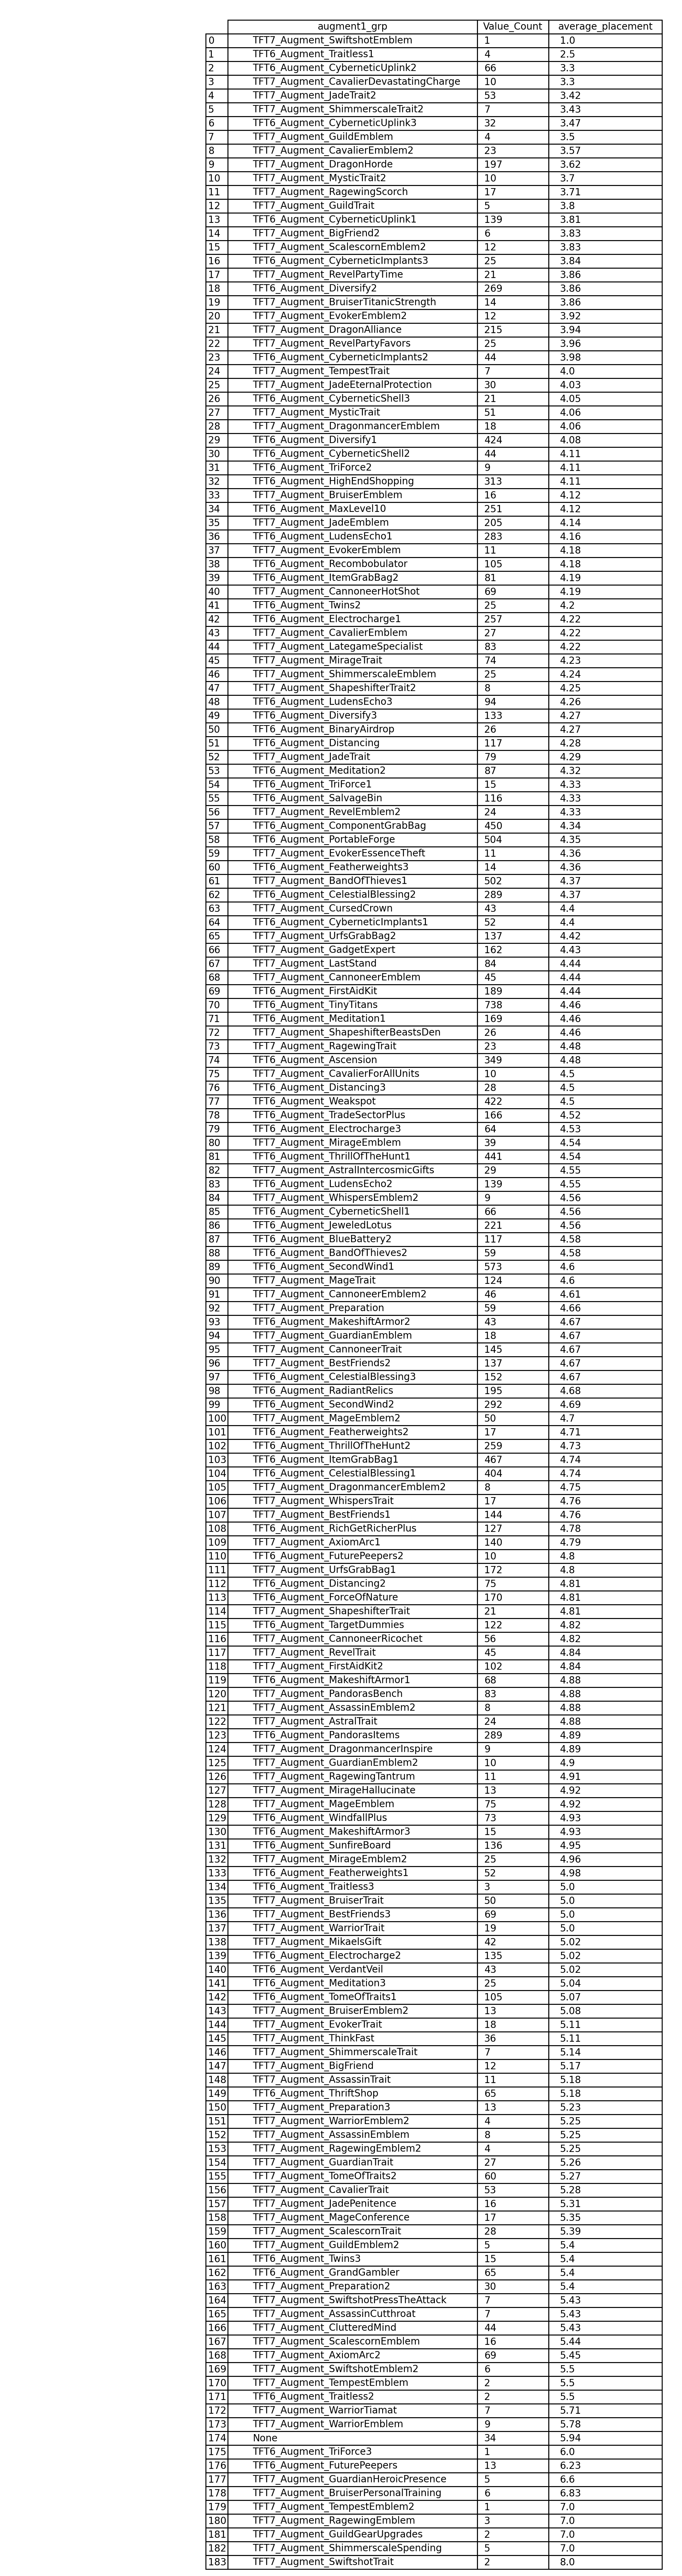 augment1_grp Value_Count average_placement
0 TFT7_Augment_SwiftshotEmblem 1 1.0
1 TFT6_Augment_Traitless1 4 2.5
2 TFT6_Augment_CyberneticUplink2 66 3.3
3 TFT7_Augment_CavalierDevastatingCharge 10 3.3
4 TFT7_Augment_JadeTrait2 53 3.42
5 TFT7_Augment_ShimmerscaleTrait2 7 3.43
6 TFT6_Augment_CyberneticUplink3 32 3.47
7 TFT7_Augment_GuildEmblem 4 3.5
8 TFT7_Augment_CavalierEmblem2 23 3.57
9 TFT7_Augment_DragonHorde 197 3.62
10 TFT7_Augment_MysticTrait2 10 3.7
11 TFT7_Augment_RagewingScorch 17 3.71
12 TFT7_Augment_GuildTrait 5 3.8
13 TFT6_Augment_CyberneticUplink1 139 3.81
14 TFT7_Augment_BigFriend2 6 3.83
15 TFT7_Augment_ScalescornEmblem2 12 3.83
16 TFT6_Augment_CyberneticImplants3 25 3.84
17 TFT7_Augment_RevelPartyTime 21 3.86
18 TFT6_Augment_Diversify2 269 3.86
19 TFT7_Augment_BruiserTitanicStrength 14 3.86
20 TFT7_Augment_EvokerEmblem2 12 3.92
21 TFT7_Augment_DragonAlliance 215 3.94
22 TFT7_Augment_RevelPartyFavors 25 3.96
23 TFT6_Augment_CyberneticImplants2 44 3.98
24 TFT7_Augment_TempestTrait 7 4.0
25 TFT7_Augment_JadeEternalProtection 30 4.03
26 TFT6_Augment_CyberneticShell3 21 4.05
27 TFT7_Augment_MysticTrait 51 4.06
28 TFT7_Augment_DragonmancerEmblem 18 4.06
29 TFT6_Augment_Diversify1 424 4.08
30 TFT6_Augment_CyberneticShell2 44 4.11
31 TFT6_Augment_TriForce2 9 4.11
32 TFT6_Augment_HighEndShopping 313 4.11
33 TFT7_Augment_BruiserEmblem 16 4.12
34 TFT6_Augment_MaxLevel10 251 4.12
35 TFT7_Augment_JadeEmblem 205 4.14
36 TFT6_Augment_LudensEcho1 283 4.16
37 TFT7_Augment_EvokerEmblem 11 4.18
38 TFT6_Augment_Recombobulator 105 4.18
39 TFT6_Augment_ItemGrabBag2 81 4.19
40 TFT7_Augment_CannoneerHotShot 69 4.19
41 TFT6_Augment_Twins2 25 4.2
42 TFT6_Augment_Electrocharge1 257 4.22
43 TFT7_Augment_CavalierEmblem 27 4.22
44 TFT7_Augment_LategameSpecialist 83 4.22
45 TFT7_Augment_MirageTrait 74 4.23
46 TFT7_Augment_ShimmerscaleEmblem 25 4.24
47 TFT7_Augment_ShapeshifterTrait2 8 4.25
48 TFT6_Augment_LudensEcho3 94 4.26
49 TFT6_Augment_Diversify3 133 4.27
50 TFT6_Augment_BinaryAirdrop 26 4.27
51 TFT6_Augment_Distancing 117 4.28
52 TFT7_Augment_JadeTrait 79 4.29
53 TFT6_Augment_Meditation2 87 4.32
54 TFT6_Augment_TriForce1 15 4.33
55 TFT6_Augment_SalvageBin 116 4.33
56 TFT7_Augment_RevelEmblem2 24 4.33
57 TFT6_Augment_ComponentGrabBag 450 4.34
58 TFT6_Augment_PortableForge 504 4.35
59 TFT7_Augment_EvokerEssenceTheft 11 4.36
60 TFT6_Augment_Featherweights3 14 4.36
61 TFT7_Augment_BandOfThieves1 502 4.37
62 TFT6_Augment_CelestialBlessing2 289 4.37
63 TFT7_Augment_CursedCrown 43 4.4
64 TFT6_Augment_CyberneticImplants1 52 4.4
65 TFT7_Augment_UrfsGrabBag2 137 4.42
66 TFT7_Augment_GadgetExpert 162 4.43
67 TFT7_Augment_LastStand 84 4.44
68 TFT7_Augment_CannoneerEmblem 45 4.44
69 TFT6_Augment_FirstAidKit 189 4.44
70 TFT6_Augment_TinyTitans 738 4.46
71 TFT6_Augment_Meditation1 169 4.46
72 TFT7_Augment_ShapeshifterBeastsDen 26 4.46
73 TFT7_Augment_RagewingTrait 23 4.48
74 TFT6_Augment_Ascension 349 4.48
75 TFT7_Augment_CavalierForAllUnits 10 4.5
76 TFT6_Augment_Distancing3 28 4.5
77 TFT6_Augment_Weakspot 422 4.5
78 TFT6_Augment_TradeSectorPlus 166 4.52
79 TFT6_Augment_Electrocharge3 64 4.53
80 TFT7_Augment_MirageEmblem 39 4.54
81 TFT6_Augment_ThrillOfTheHunt1 441 4.54
82 TFT7_Augment_AstralIntercosmicGifts 29 4.55
83 TFT6_Augment_LudensEcho2 139 4.55
84 TFT7_Augment_WhispersEmblem2 9 4.56
85 TFT6_Augment_CyberneticShell1 66 4.56
86 TFT6_Augment_JeweledLotus 221 4.56
87 TFT6_Augment_BlueBattery2 117 4.58
88 TFT6_Augment_BandOfThieves2 59 4.58
89 TFT6_Augment_SecondWind1 573 4.6
90 TFT7_Augment_MageTrait 124 4.6
91 TFT7_Augment_CannoneerEmblem2 46 4.61
92 TFT7_Augment_Preparation 59 4.66
93 TFT6_Augment_MakeshiftArmor2 43 4.67
94 TFT7_Augment_GuardianEmblem 18 4.67
95 TFT7_Augment_CannoneerTrait 145 4.67
96 TFT7_Augment_BestFriends2 137 4.67
97 TFT6_Augment_CelestialBlessing3 152 4.67
98 TFT6_Augment_RadiantRelics 195 4.68
99 TFT6_Augment_SecondWind2 292 4.69
100 TFT7_Augment_MageEmblem2 50 4.7
101 TFT6_Augment_Featherweights2 17 4.71
102 TFT6_Augment_ThrillOfTheHunt2 259 4.73
103 TFT6_Augment_ItemGrabBag1 467 4.74
104 TFT6_Augment_CelestialBlessing1 404 4.74
105 TFT7_Augment_DragonmancerEmblem2 8 4.75
106 TFT7_Augment_WhispersTrait 17 4.76
107 TFT7_Augment_BestFriends1 144 4.76
108 TFT6_Augment_RichGetRicherPlus 127 4.78
109 TFT7_Augment_AxiomArc1 140 4.79
110 TFT7_Augment_FuturePeepers2 10 4.8
111 TFT7_Augment_UrfsGrabBag1 172 4.8
112 TFT6_Augment_Distancing2 75 4.81
113 TFT6_Augment_ForceOfNature 170 4.81
114 TFT7_Augment_ShapeshifterTrait 21 4.81
115 TFT6_Augment_TargetDummies 122 4.82
116 TFT7_Augment_CannoneerRicochet 56 4.82
117 TFT7_Augment_RevelTrait 45 4.84
118 TFT7_Augment_FirstAidKit2 102 4.84
119 TFT6_Augment_MakeshiftArmor1 68 4.88
120 TFT7_Augment_PandorasBench 83 4.88
121 TFT7_Augment_AssassinEmblem2 8 4.88
122 TFT7_Augment_AstralTrait 24 4.88
123 TFT6_Augment_PandorasItems 289 4.89
124 TFT7_Augment_DragonmancerInspire 9 4.89
125 TFT7_Augment_GuardianEmblem2 10 4.9
126 TFT7_Augment_RagewingTantrum 11 4.91
127 TFT7_Augment_MirageHallucinate 13 4.92
128 TFT7_Augment_MageEmblem 75 4.92
129 TFT6_Augment_WindfallPlus 73 4.93
130 TFT6_Augment_MakeshiftArmor3 15 4.93
131 TFT6_Augment_SunfireBoard 136 4.95
132 TFT7_Augment_MirageEmblem2 25 4.96
133 TFT6_Augment_Featherweights1 52 4.98
134 TFT6_Augment_Traitless3 3 5.0
135 TFT7_Augment_BruiserTrait 50 5.0
136 TFT7_Augment_BestFriends3 69 5.0
137 TFT7_Augment_WarriorTrait 19 5.0
138 TFT7_Augment_MikaelsGift 42 5.02
139 TFT6_Augment_Electrocharge2 135 5.02
140 TFT6_Augment_VerdantVeil 43 5.02
141 TFT6_Augment_Meditation3 25 5.04
142 TFT6_Augment_TomeOfTraits1 105 5.07
143 TFT7_Augment_BruiserEmblem2 13 5.08
144 TFT7_Augment_EvokerTrait 18 5.11
145 TFT7_Augment_ThinkFast 36 5.11
146 TFT7_Augment_ShimmerscaleTrait 7 5.14
147 TFT7_Augment_BigFriend 12 5.17
148 TFT7_Augment_AssassinTrait 11 5.18
149 TFT6_Augment_ThriftShop 65 5.18
150 TFT7_Augment_Preparation3 13 5.23
151 TFT7_Augment_WarriorEmblem2 4 5.25
152 TFT7_Augment_AssassinEmblem 8 5.25
153 TFT7_Augment_RagewingEmblem2 4 5.25
154 TFT7_Augment_GuardianTrait 27 5.26
155 TFT6_Augment_TomeOfTraits2 60 5.27
156 TFT7_Augment_CavalierTrait 53 5.28
157 TFT7_Augment_JadePenitence 16 5.31
158 TFT7_Augment_MageConference 17 5.35
159 TFT7_Augment_ScalescornTrait 28 5.39
160 TFT7_Augment_GuildEmblem2 5 5.4
161 TFT6_Augment_Twins3 15 5.4
162 TFT6_Augment_GrandGambler 65 5.4
163 TFT7_Augment_Preparation2 30 5.4
164 TFT7_Augment_SwiftshotPressTheAttack 7 5.43
165 TFT7_Augment_AssassinCutthroat 7 5.43
166 TFT6_Augment_ClutteredMind 44 5.43
167 TFT7_Augment_ScalescornEmblem 16 5.44
168 TFT7_Augment_AxiomArc2 69 5.45
169 TFT7_Augment_SwiftshotEmblem2 6 5.5
170 TFT7_Augment_TempestEmblem 2 5.5
171 TFT6_Augment_Traitless2 2 5.5
172 TFT7_Augment_WarriorTiamat 7 5.71
173 TFT7_Augment_WarriorEmblem 9 5.78
174 None 34 5.94
175 TFT6_Augment_TriForce3 1 6.0
176 TFT6_Augment_FuturePeepers 13 6.23
177 TFT7_Augment_GuardianHeroicPresence 5 6.6
178 TFT7_Augment_BruiserPersonalTraining 6 6.83
179 TFT7_Augment_TempestEmblem2 1 7.0
180 TFT7_Augment_RagewingEmblem 3 7.0
181 TFT7_Augment_GuildGearUpgrades 2 7.0
182 TFT7_Augment_ShimmerscaleSpending 5 7.0
183 TFT7_Augment_SwiftshotTrait 2 8.0